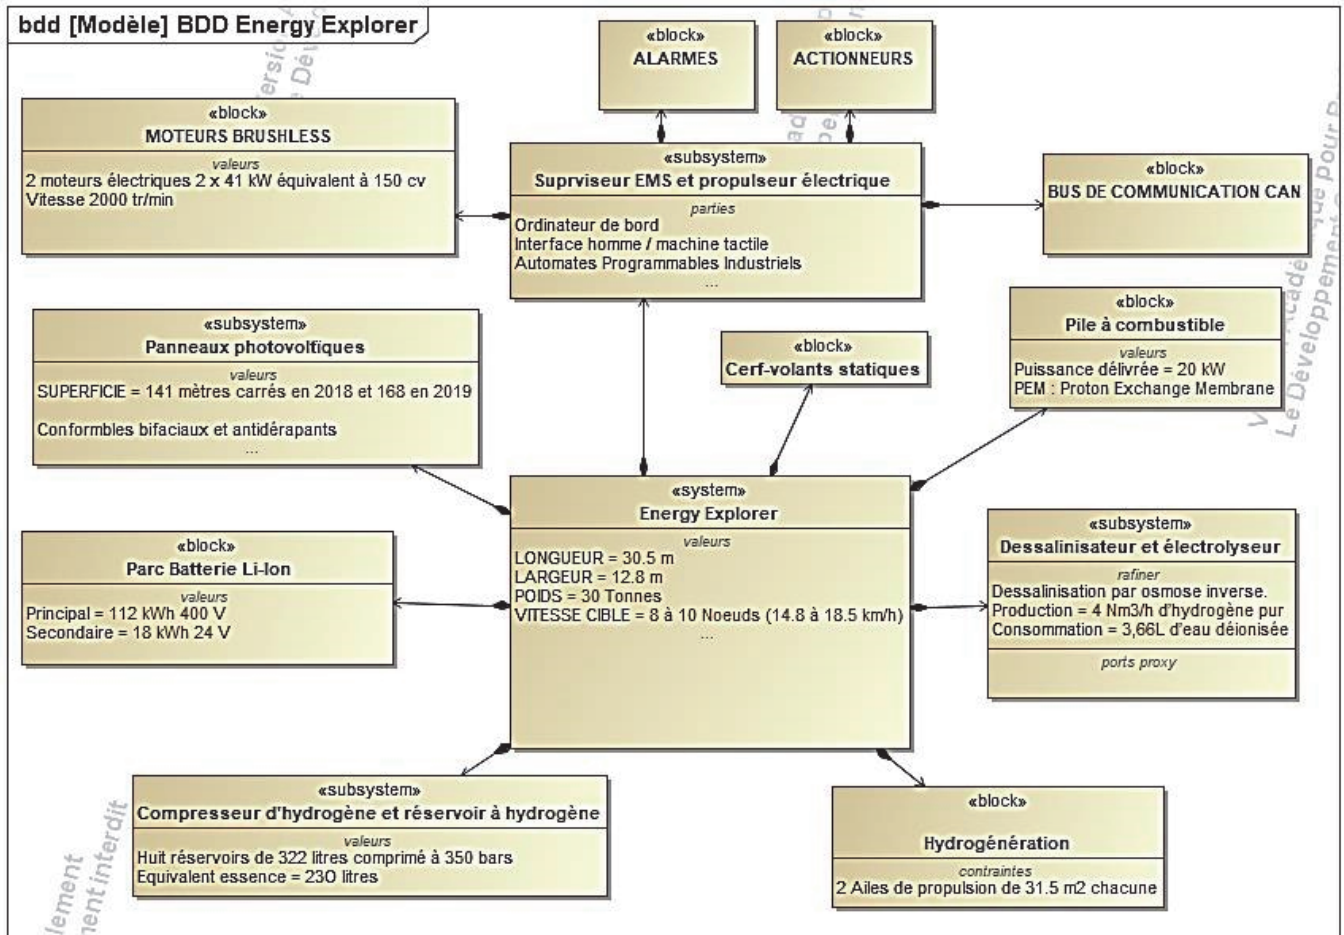 bdd [Modèle] BDD Energy Explorer
«block»
ALARMES
«block»
ACTIONNEURS
«block»
MOTEURS BRUSHLESS
valeurs
2 moteurs électriques 2 x 41 kW équivalent à 150 cv
Vitesse 2000 tr/min
«subsystem»
Suprviseur EMS et propulseur électrique
parties
Ordinateur de bord
Interface homme / machine tactile
Automates Programmables Industriels
...
«block»
BUS DE COMMUNICATION CAN
«subsystem»
Panneaux photovoltïques
valeurs
SUPERFICIE = 141 mètres carrés en 2018 et 168 en 2019
Conformbles bifaciaux et antidérapants
...
«block»
Cerf-volants statiques
«block»
Pile à combustible
valeurs
Puissance délivrée = 20 kW
PEM : Proton Exchange Membrane
«block»
Parc Batterie Li-Ion
valeurs
Principal = 112 kWh 400 V
Secondaire = 18 kWh 24 V
«system»
Energy Explorer
valeurs
LONGUEUR = 30.5 m
LARGEUR = 12.8 m
POIDS = 30 Tonnes
VITESSE CIBLE = 8 à 10 Noeuds (14.8 à 18.5 km/h)
...
«subsystem»
Dessalinisateur et électrolyseur
rafiner
Dessalinisation par osmose inverse.
Production = 4 Nm3/h d'hydrogène pur
Consommation = 3,66L d'eau déionisée
ports proxy
«subsystem»
Compresseur d'hydrogène et réservoir à hydrogène
valeurs
Huit réservoirs de 322 litres comprimé à 350 bars
Equivalent essence = 230 litres
«block»
Hydrogénération
contraintes
2 Ailes de propulsion de 31.5 m2 chacune
Le Développement
lement
ment interdit